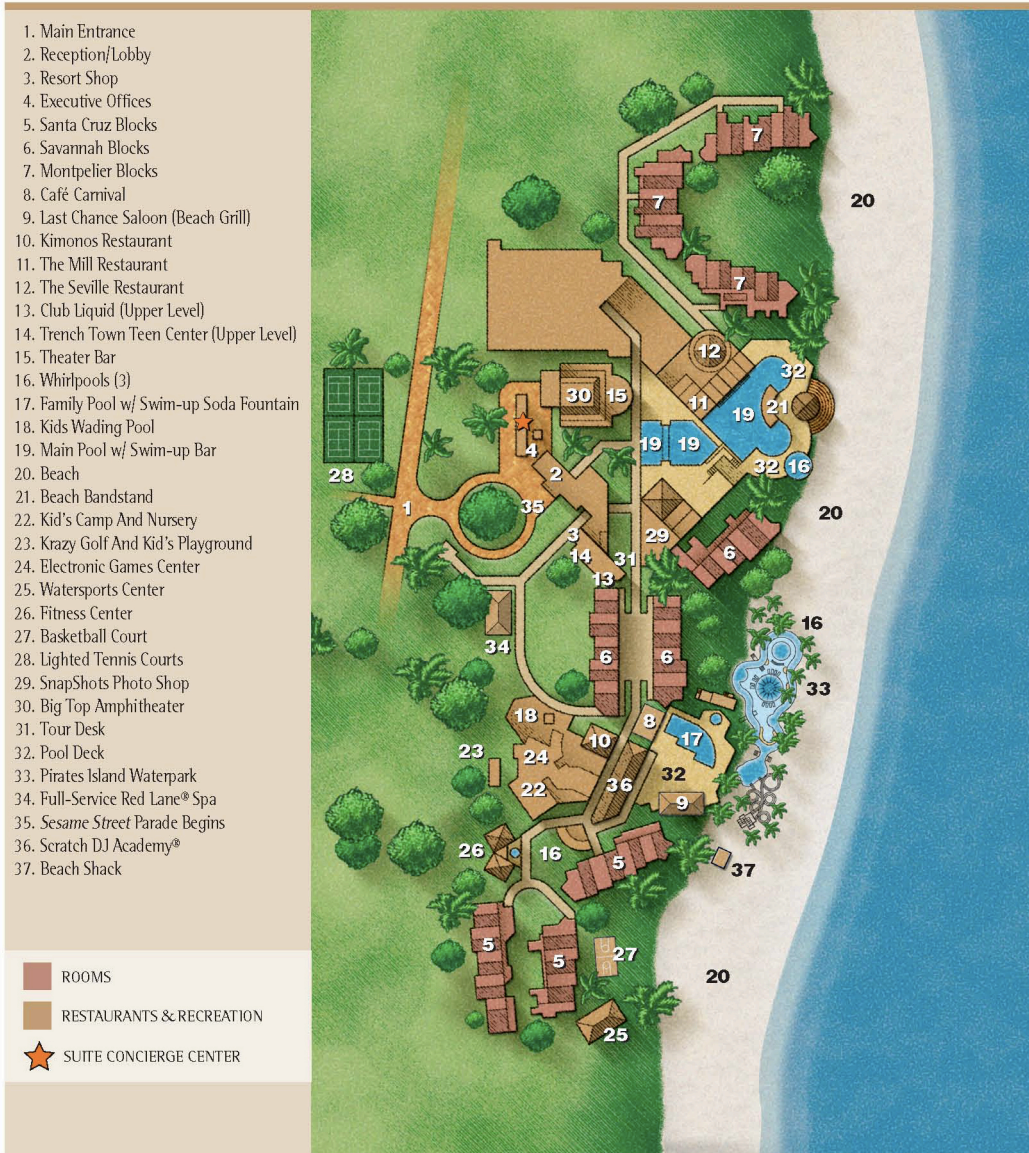 1. Main Entrance
2. Reception/Lobby
3. Resort Shop
4. Executive Offices
5. Santa Cruz Blocks
6. Savannah Blocks
7. Montpelier Blocks
8. Café Carnival
9. Last Chance Saloon (Beach Grill)
10. Kimonos Restaurant
11. The Mill Restaurant
12. The Seville Restaurant
13. Club Liquid (Upper Level)
14. Trench Town Teen Center (Upper Level)
15. Theater Bar
16. Whirlpools (3)
17. Family Pool w/ Swim-up Soda Fountain
18. Kids Wading Pool
19. Main Pool w/ Swim-up Bar
20. Beach
21. Beach Bandstand
22. Kid's Camp And Nursery
23. Krazy Golf And Kid's Playground
24. Electronic Games Center
25. Watersports Center
26. Fitness Center
27. Basketball Court
28. Lighted Tennis Courts
29. SnapShots Photo Shop
30. Big Top Amphitheater
31. Tour Desk
32. Pool Deck
33. Pirates Island Waterpark
34. Full-Service Red Lane® Spa
35. Sesame Street Parade Begins
36. Scratch DJ Academy®
37. Beach Shack
ROOMS
RESTAURANTS & RECREATION
SUITE CONCIERGE CENTER
7
20
7
7
12
32
30
15
11
21
19
4
19
19
2
32
16
28
1
35
20
3
29
14
31
6
13
34
16
6
6
33
18
8
17
10
23
24
32
36
22
9
26
16
5
37
5
5
27
20
25